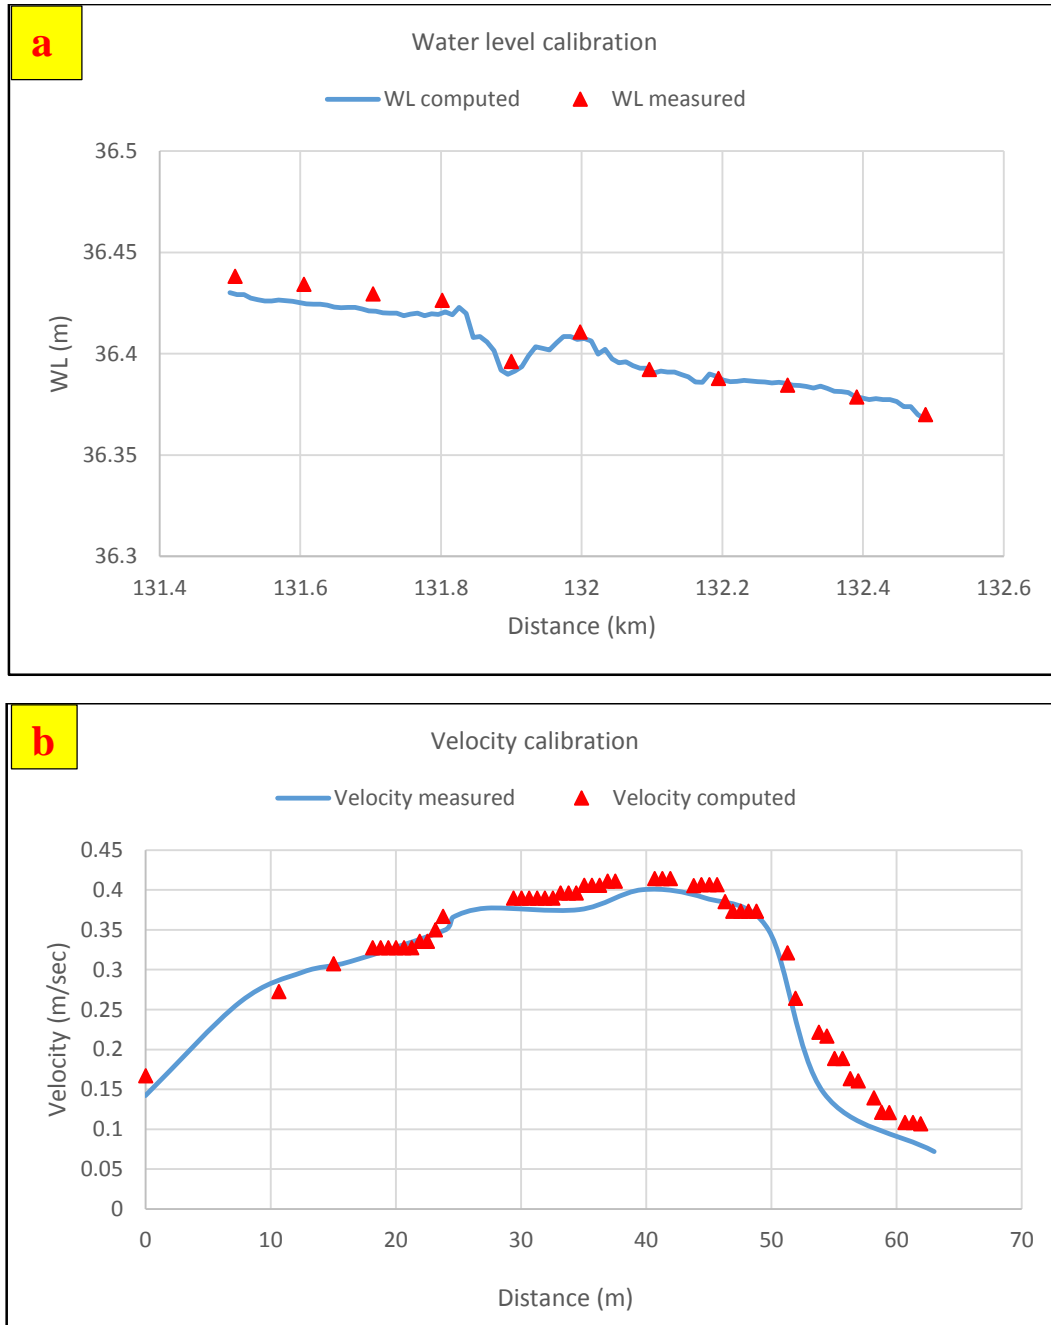 a
Water level calibration
WL computed WL measured
36.5
36.45
36.4
36.35
36.3
WL (m)
131.4 131.6 131.8 132 132.2 132.4 132.6
Distance (km)
b
Velocity calibration
Velocity measured Velocity computed
0.45
0.4
0.35
0.3
0.25
0.2
0.15
0.1
0.05
0
Velocity (m/sec)
0 10 20 30 40 50 60 70
Distance (m)